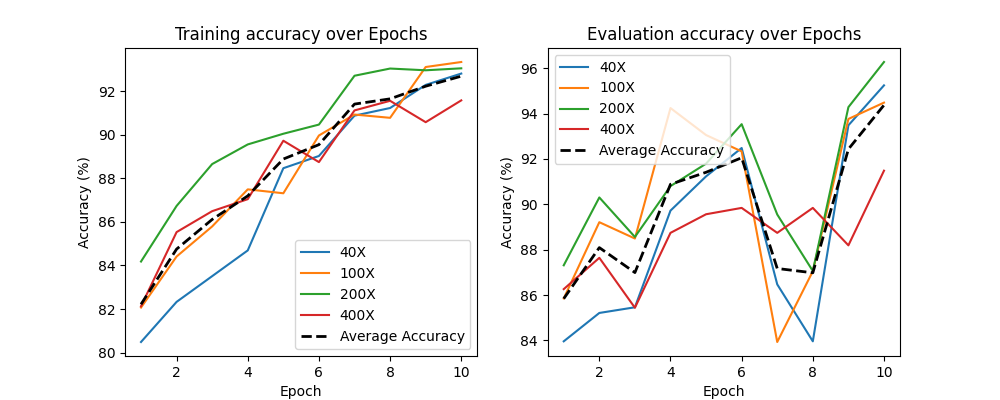 Training accuracy over Epochs
Accuracy (%)
92
90
88
86
84
82
80
2 4 6 8 10
Epoch
40X
100X
200X
400X
Average Accuracy
Evaluation accuracy over Epochs
Accuracy (%)
96
94
92
90
88
86
84
2 4 6 8 10
Epoch
40X
100X
200X
400X
Average Accuracy